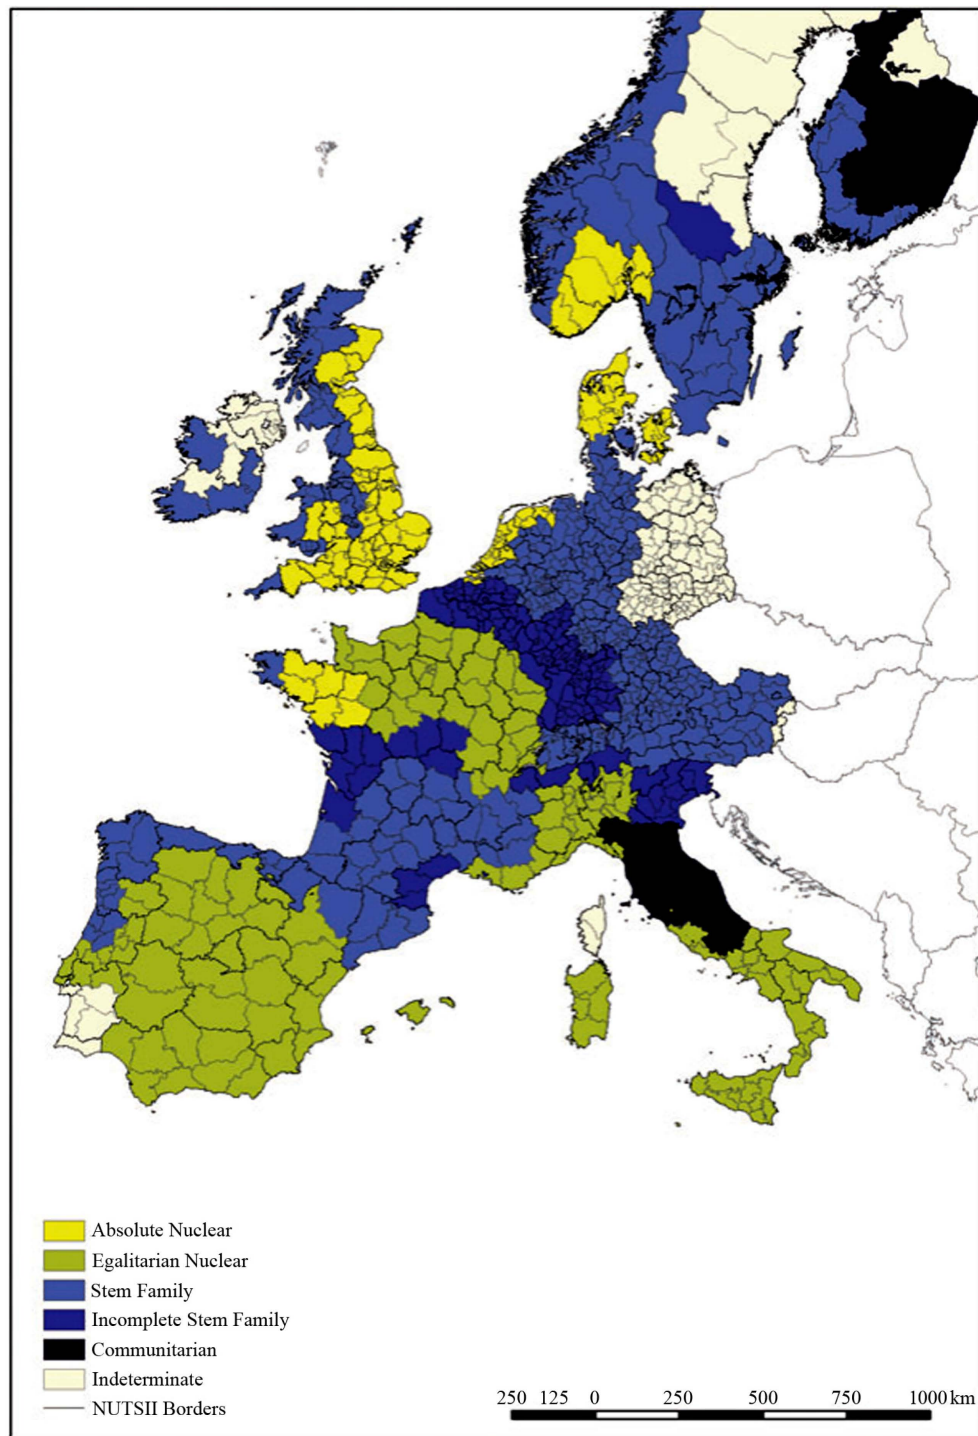 Absolute Nuclear
Egalitarian Nuclear
Stem Family
Incomplete Stem Family
Communitarian
Indeterminate
NUTSII Borders
250 125 0 250 500 750 1000 km